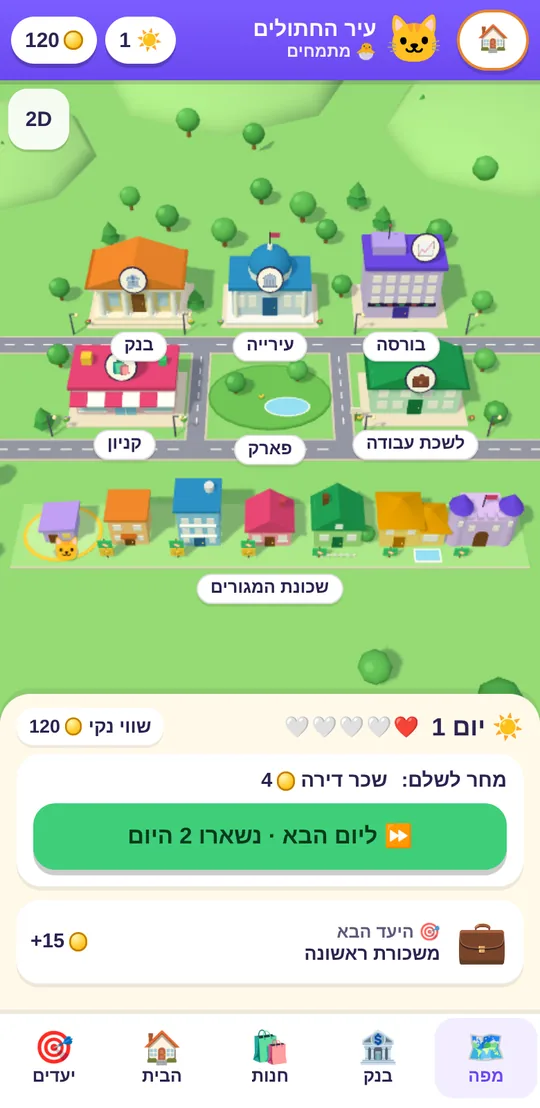 עיר החתולים
🐣 מתמחים
1
120
2D
בנק
עירייה
בורסה
קניון
פארק
לשכת עבודה
שכונת המגורים
יום 1
שווי נקי 120
מחר לשלם: שכר דירה 4
ליום הבא · נשארו 2 היום
היעד הבא
משכורת ראשונה
+15
מפה
בנק
חנות
הבית
יעדים